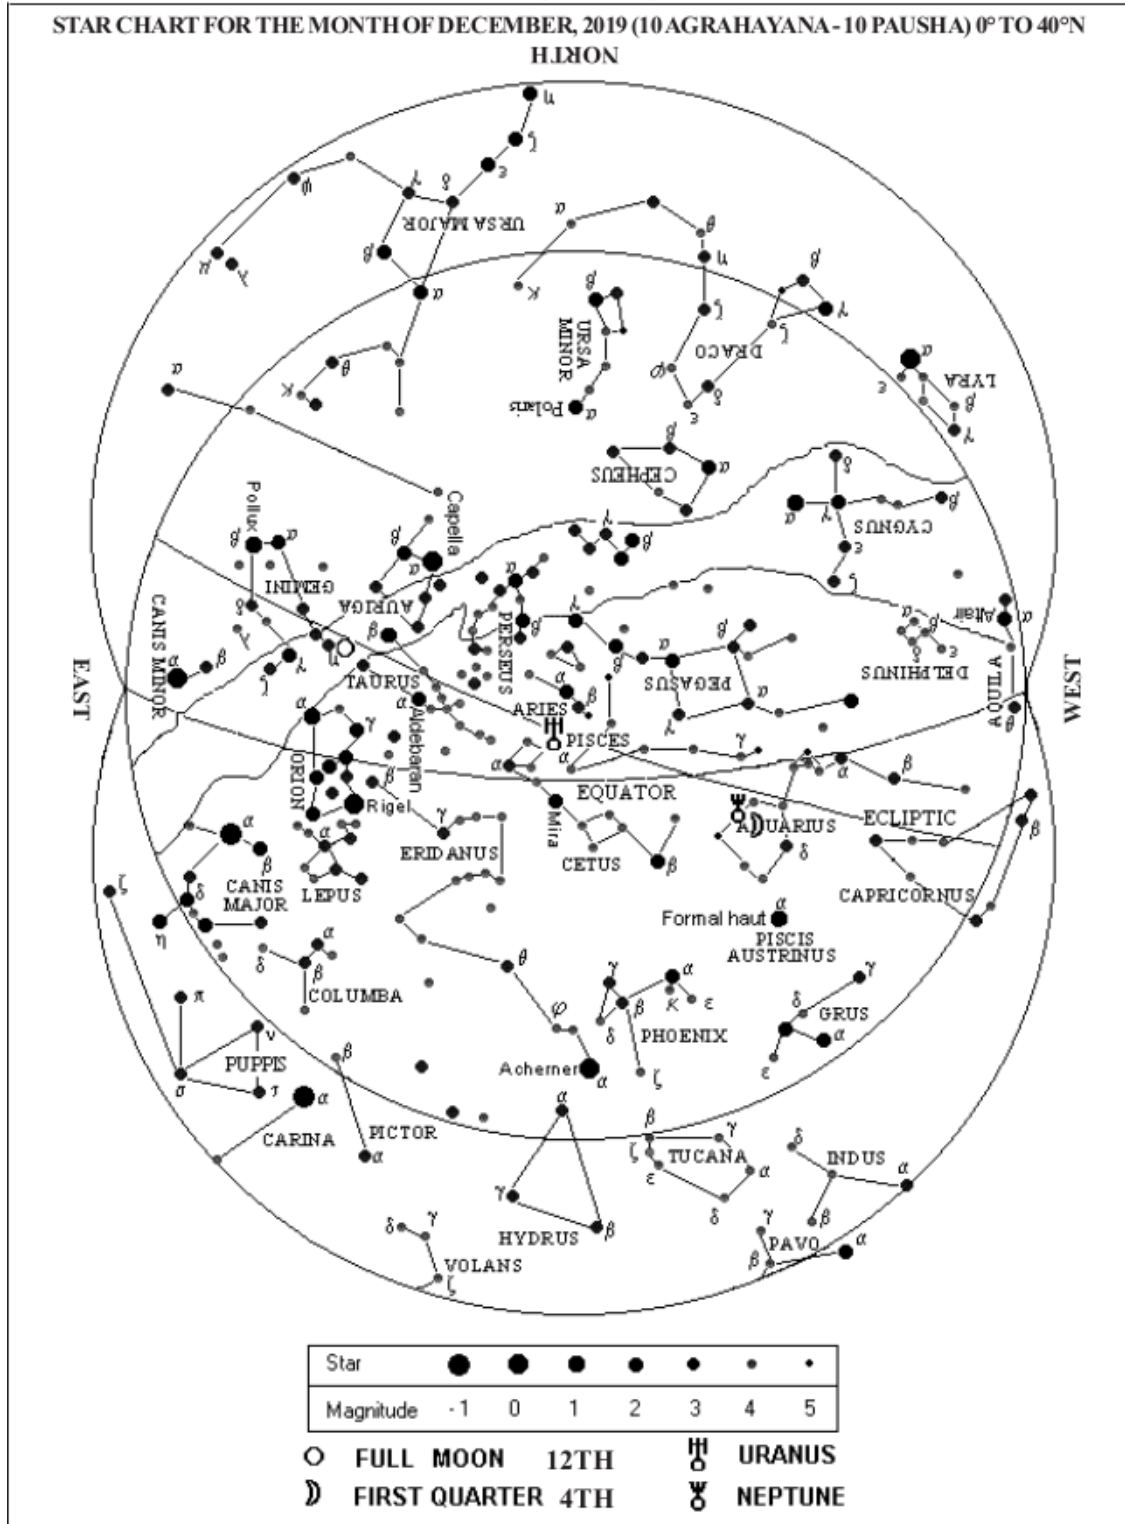 STAR CHART FOR THE MONTH OF DECEMBER, 2019 (10 AGRAHAYANA - 10 PAUSHA) 0° TO 40°N
NORTH
η
ζ
ε
δ
γ
ψ
URSA MAJOR
β
α
μ
λ
α
θ
η
κ
ζ
β
γ
ζ
DRACO
φ
δ
ε
β
URSA
MINOR
Polaris
α
θ
κ
α
α
ε
LYRA
β
γ
β
CEPHEUS
α
δ
α
γ
CYGNUS
β
ε
ζ
Pollux
β
α
GEMINI
δ
λ
ζ
γ
η
Capella
β
α
AURIGA
β
γ
β
α
PERSEUS
β
γ
β
β
PEGASUS
α
γ
α
β
δ
ε
DELPHINUS
Altair
α
AQUILA
θ
EAST
WEST
CANIS MINOR
α
β
TAURUS
α
Aldebaran
ARIES
α
β
PISCES
α
γ
α
α
γ
ORION
Rigel
β
γ
EQUATOR
Mira
CETUS
β
ERIDANUS
α
β
AQUARIUS
δ
ECLIPTIC
β
CAPRICORNUS
α
β
CANIS
MAJOR
δ
η
ζ
α
LEPUS
Formal haut
α
PISCIS
AUSTRINUS
δ
α
β
COLUMBA
θ
φ
Acherner
α
γ
α
β
κ
ε
δ
PHOENIX
ζ
γ
δ
GRUS
α
ε
π
ν
PUPPIS
σ
τ
β
PICTOR
α
α
CARINA
α
γ
β
HYDRUS
β
γ
ζ
TUCANA
ε
α
δ
δ
INDUS
α
β
γ
PAVO
α
β
δ
γ
VOLANS
ζ
Star
Magnitude -1 0 1 2 3 4 5
FULL MOON 12TH URANUS
FIRST QUARTER 4TH NEPTUNE